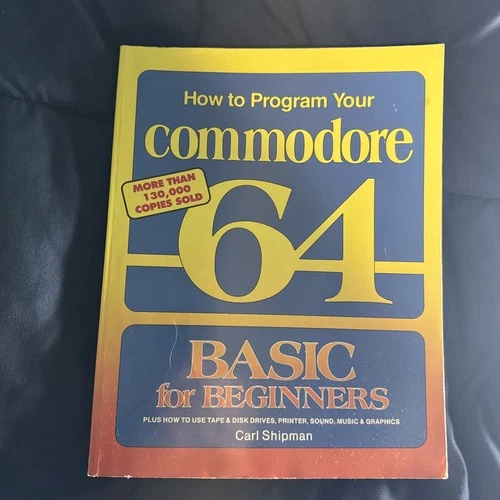 How to Program Your
commodore
64
MORE THAN
130,000
COPIES SOLD
BASIC
for BEGINNERS
PLUS HOW TO USE TAPE & DISK DRIVES, PRINTER, SOUND, MUSIC & GRAPHICS
Carl Shipman